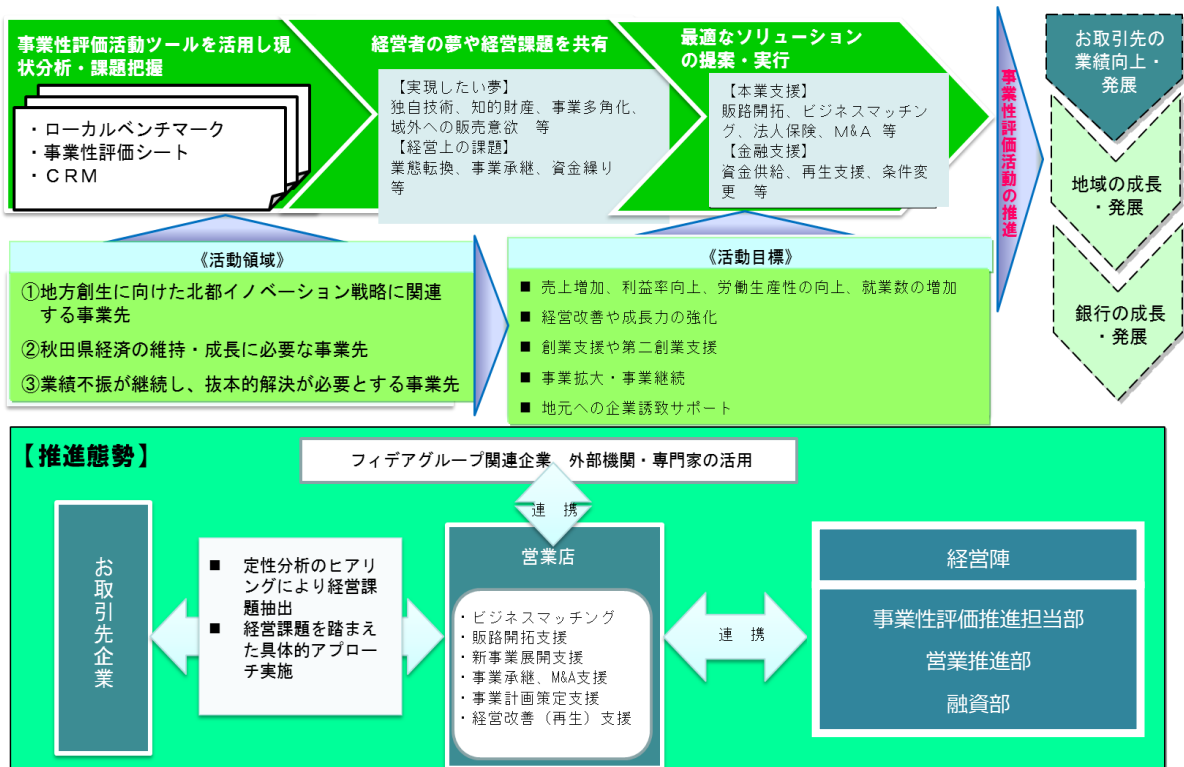 事業性評価活動ツールを活用し現
状分析・課題把握
・ローカルベンチマーク
・事業性評価シート
・ＣＲＭ
経営者の夢や経営課題を共有
【実現したい夢】
独自技術、知的財産、事業多角化、
域外への販売意欲　等
【経営上の課題】
業態転換、事業承継、資金繰り
等
最適なソリューション
の提案・実行
【本業支援】
販路開拓、ビジネスマッチン
グ、法人保険、M&A 等
【金融支援】
資金供給、再生支援、条件変
更　等
事業性評価活動の推進
お取引先の
業績向上・
発展
地域の成長
・発展
銀行の成長
・発展
《活動領域》
①地方創生に向けた北都イノベーション戦略に関連
する事業先
②秋田県経済の維持・成長に必要な事業先
③業績不振が継続し、抜本的解決が必要とする事業先
《活動目標》
■ 売上増加、利益率向上、労働生産性の向上、就業数の増加
■ 経営改善や成長力の強化
■ 創業支援や第二創業支援
■ 事業拡大・事業継続
■ 地元への企業誘致サポート
【推進態勢】
フィデアグループ関連企業　外部機関・専門家の活用
連　携
お取引先企業
■ 定性分析のヒアリ
ングにより経営課
題抽出
■ 経営課題を踏まえ
た具体的アプロー
チ実施
営業店
・ビジネスマッチング
・販路開拓支援
・新事業展開支援
・事業承継、M&A支援
・事業計画策定支援
・経営改善（再生）支援
連　携
経営陣
事業性評価推進担当部
営業推進部
融資部